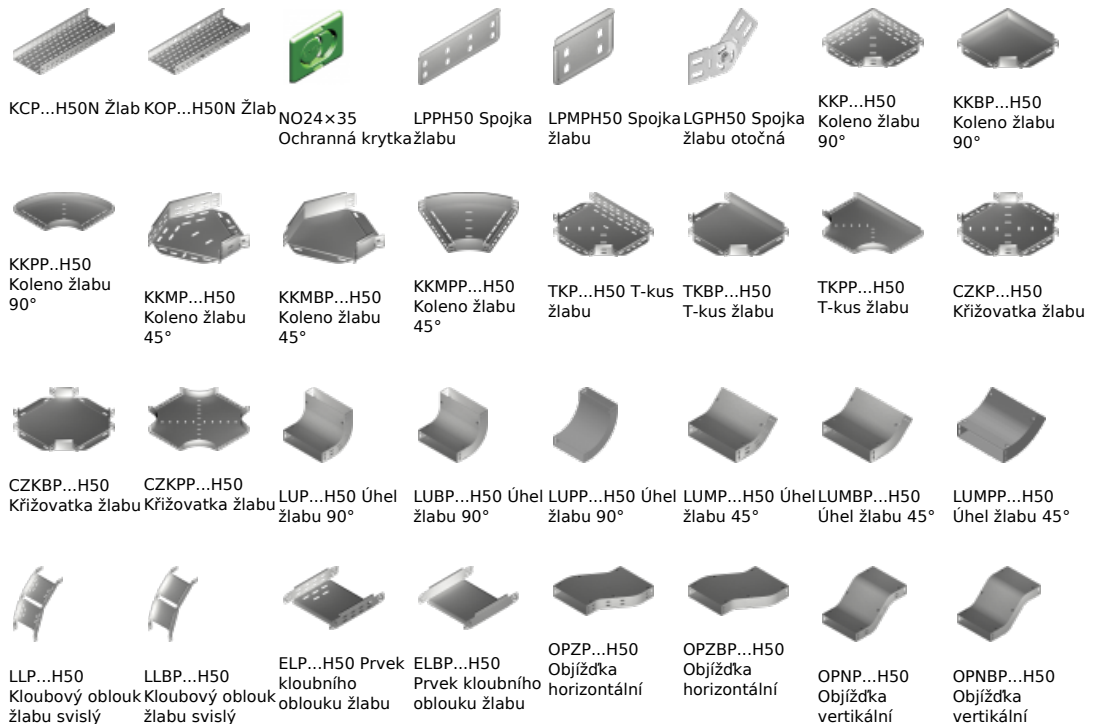 KCP...H50N Žlab
KOP...H50N Žlab
NO24×35
Ochranná krytka
LPPH50 Spojka
žlabu
LPMPH50 Spojka
žlabu
LGPH50 Spojka
žlabu otočná
KKP...H50
Koleno žlabu
90°
KKBP...H50
Koleno žlabu
90°
KKPP..H50
Koleno žlabu
90°
KKMP...H50
Koleno žlabu
45°
KKMBP...H50
Koleno žlabu
45°
KKMPP...H50
Koleno žlabu
45°
TKP...H50 T-kus
žlabu
TKBP...H50
T-kus žlabu
TKPP...H50
T-kus žlabu
CZKP...H50
Křižovatka žlabu
CZKBP...H50
Křižovatka žlabu
CZKPP...H50
Křižovatka žlabu
LUP...H50 Úhel
žlabu 90°
LUBP...H50 Úhel
žlabu 90°
LUPP...H50 Úhel
žlabu 90°
LUMP...H50 Úhel
žlabu 45°
LUMBP...H50
Úhel žlabu 45°
LUMPP...H50
Úhel žlabu 45°
LLP...H50
Kloubový oblouk
žlabu svislý
LLBP...H50
Kloubový oblouk
žlabu svislý
ELP...H50 Prvek
kloubního
oblouku žlabu
ELBP...H50
Prvek kloubního
oblouku žlabu
OPZP...H50
Objížďka
horizontální
OPZBP...H50
Objížďka
horizontální
OPNP...H50
Objížďka
vertikální
OPNBP...H50
Objížďka
vertikální